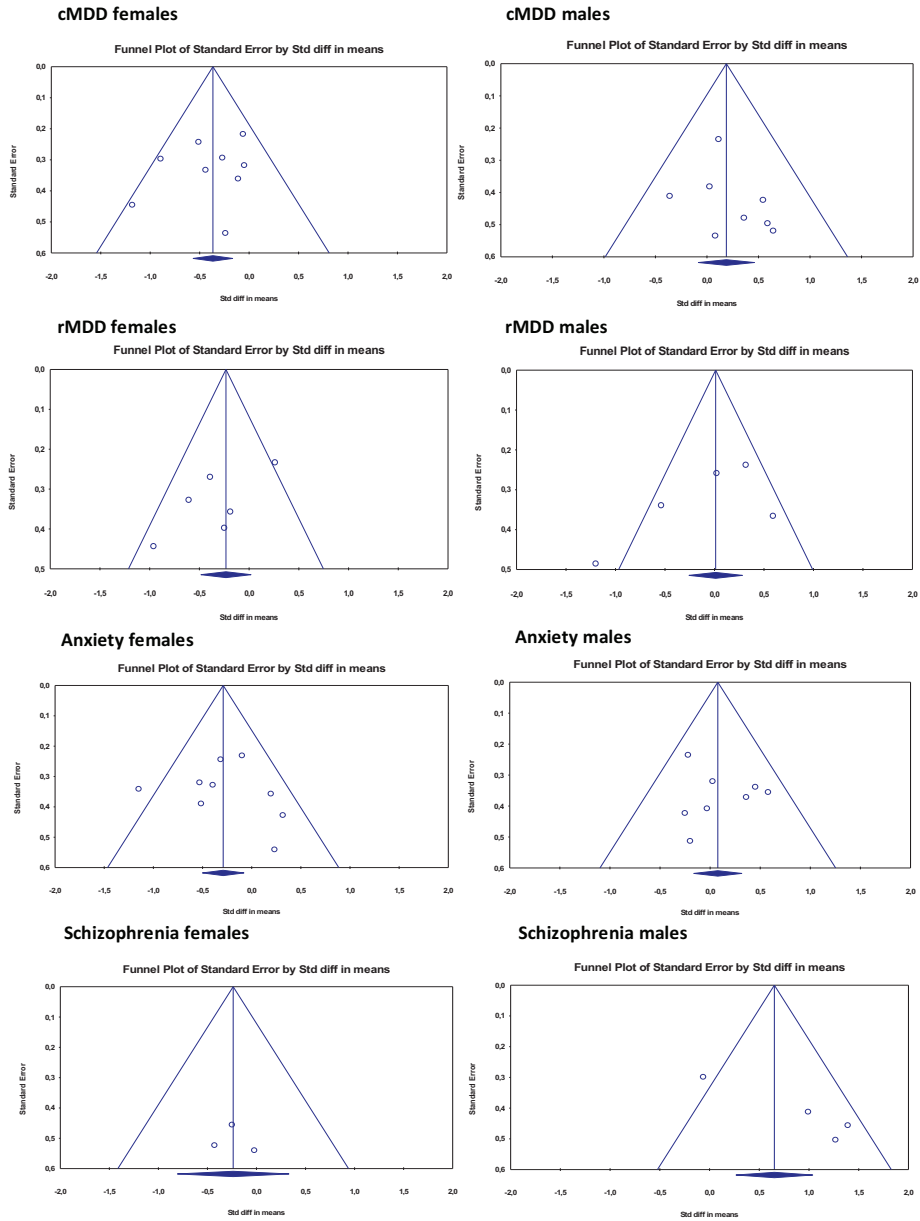 cMDD females
Funnel Plot of Standard Error by Std diff in means
0,0
0,1
0,2
0,3
0,4
0,5
0,6
Standard Error
-2,0 -1,5 -1,0 -0,5 0,0 0,5 1,0 1,5 2,0
Std diff in means
cMDD males
Funnel Plot of Standard Error by Std diff in means
0,0
0,1
0,2
0,3
0,4
0,5
0,6
Standard Error
-2,0 -1,5 -1,0 -0,5 0,0 0,5 1,0 1,5 2,0
Std diff in means
rMDD females
Funnel Plot of Standard Error by Std diff in means
0,0
0,1
0,2
0,3
0,4
0,5
Standard Error
-2,0 -1,5 -1,0 -0,5 0,0 0,5 1,0 1,5 2,0
Std diff in means
rMDD males
Funnel Plot of Standard Error by Std diff in means
0,0
0,1
0,2
0,3
0,4
0,5
Standard Error
-2,0 -1,5 -1,0 -0,5 0,0 0,5 1,0 1,5 2,0
Std diff in means
Anxiety females
Funnel Plot of Standard Error by Std diff in means
0,0
0,1
0,2
0,3
0,4
0,5
0,6
Standard Error
-2,0 -1,5 -1,0 -0,5 0,0 0,5 1,0 1,5 2,0
Std diff in means
Anxiety males
Funnel Plot of Standard Error by Std diff in means
0,0
0,1
0,2
0,3
0,4
0,5
0,6
Standard Error
-2,0 -1,5 -1,0 -0,5 0,0 0,5 1,0 1,5 2,0
Std diff in means
Schizophrenia females
Funnel Plot of Standard Error by Std diff in means
0,0
0,1
0,2
0,3
0,4
0,5
0,6
Standard Error
-2,0 -1,5 -1,0 -0,5 0,0 0,5 1,0 1,5 2,0
Std diff in means
Schizophrenia males
Funnel Plot of Standard Error by Std diff in means
0,0
0,1
0,2
0,3
0,4
0,5
0,6
Standard Error
-2,0 -1,5 -1,0 -0,5 0,0 0,5 1,0 1,5 2,0
Std diff in means